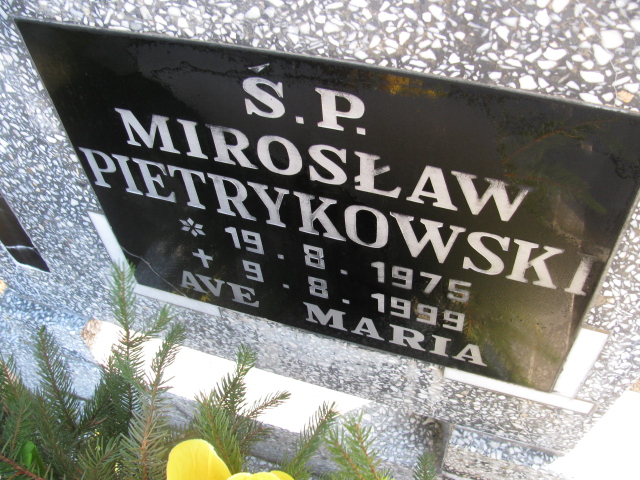 Ś.P.
MIROSŁAW
PIETRYKOWSKI
* 19.8.1975
+ 9.8.1999
AVE MARIA